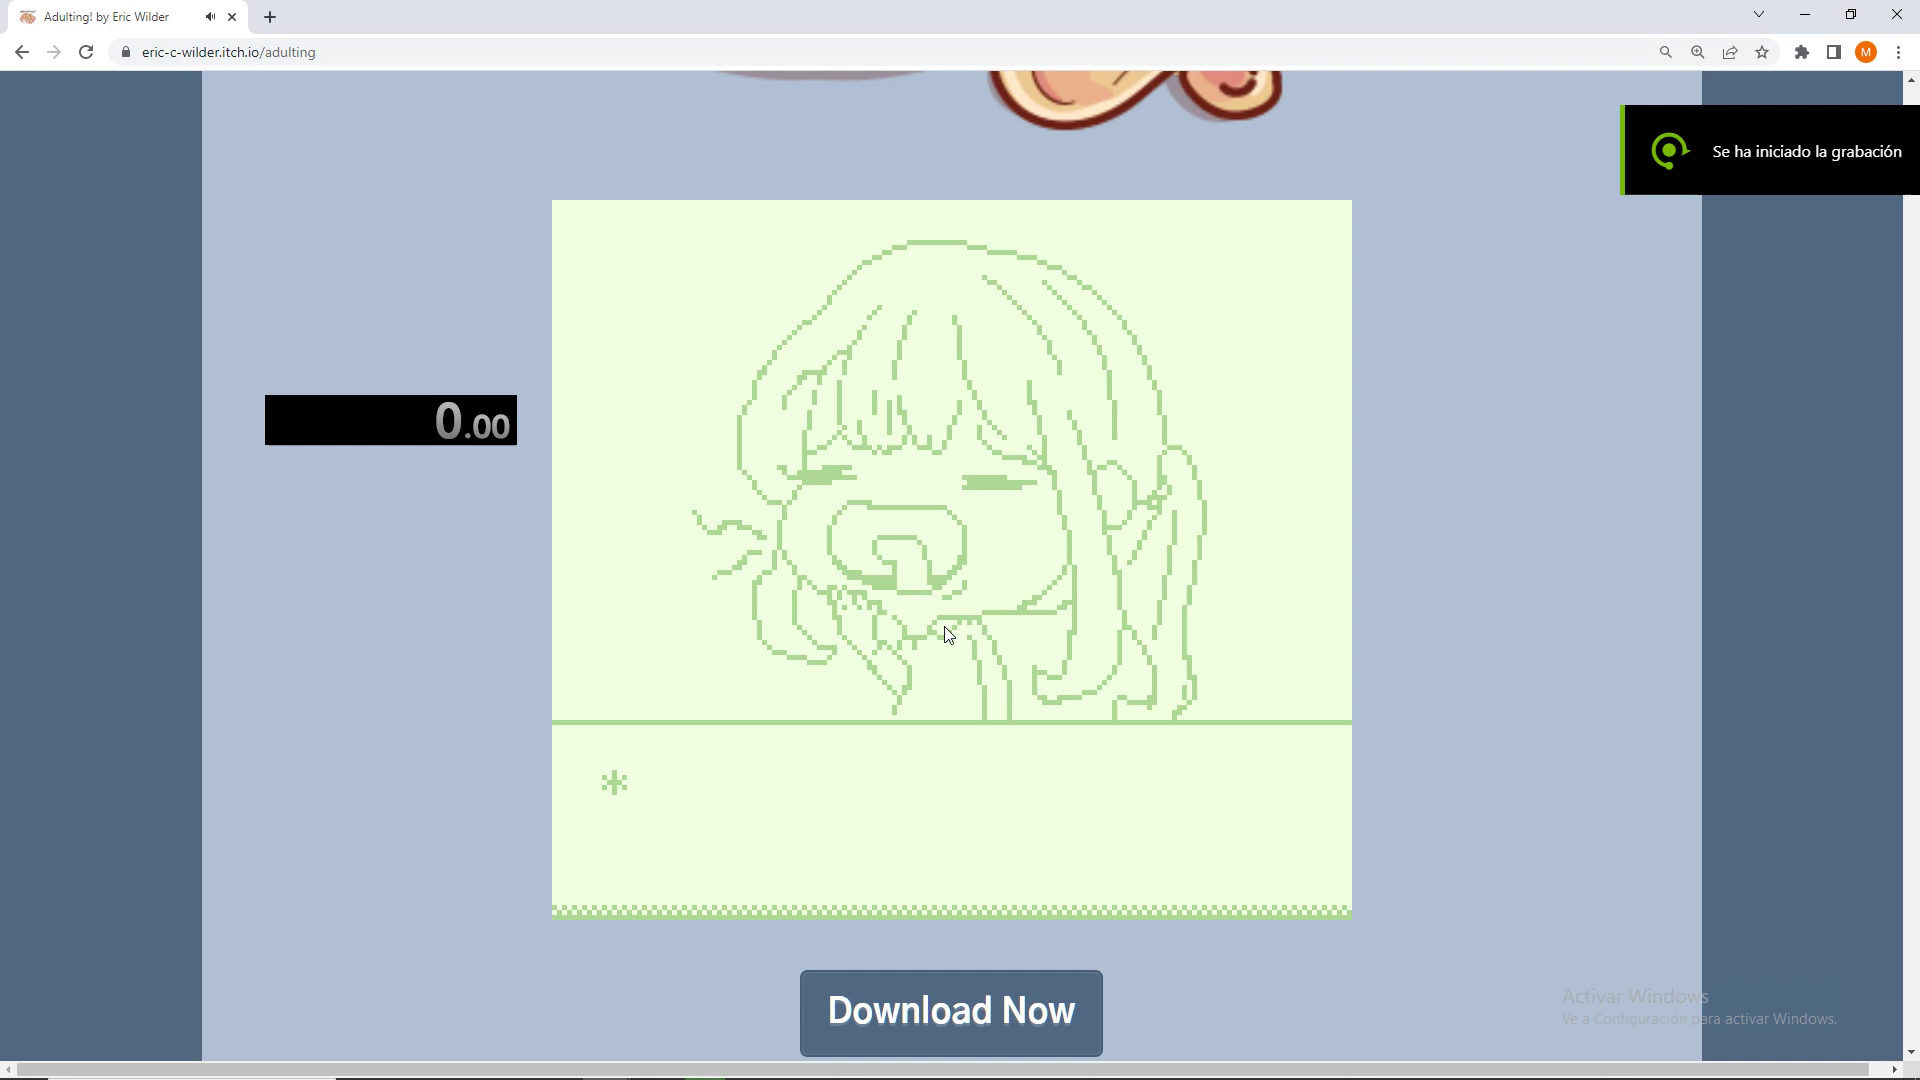 Adulting! by Eric Wilder
eric-c-wilder.itch.io/adulting
M
Se ha iniciado la grabación
0.00
*
Download Now
Activar Windows
Ve a Configuración para activar Windows.